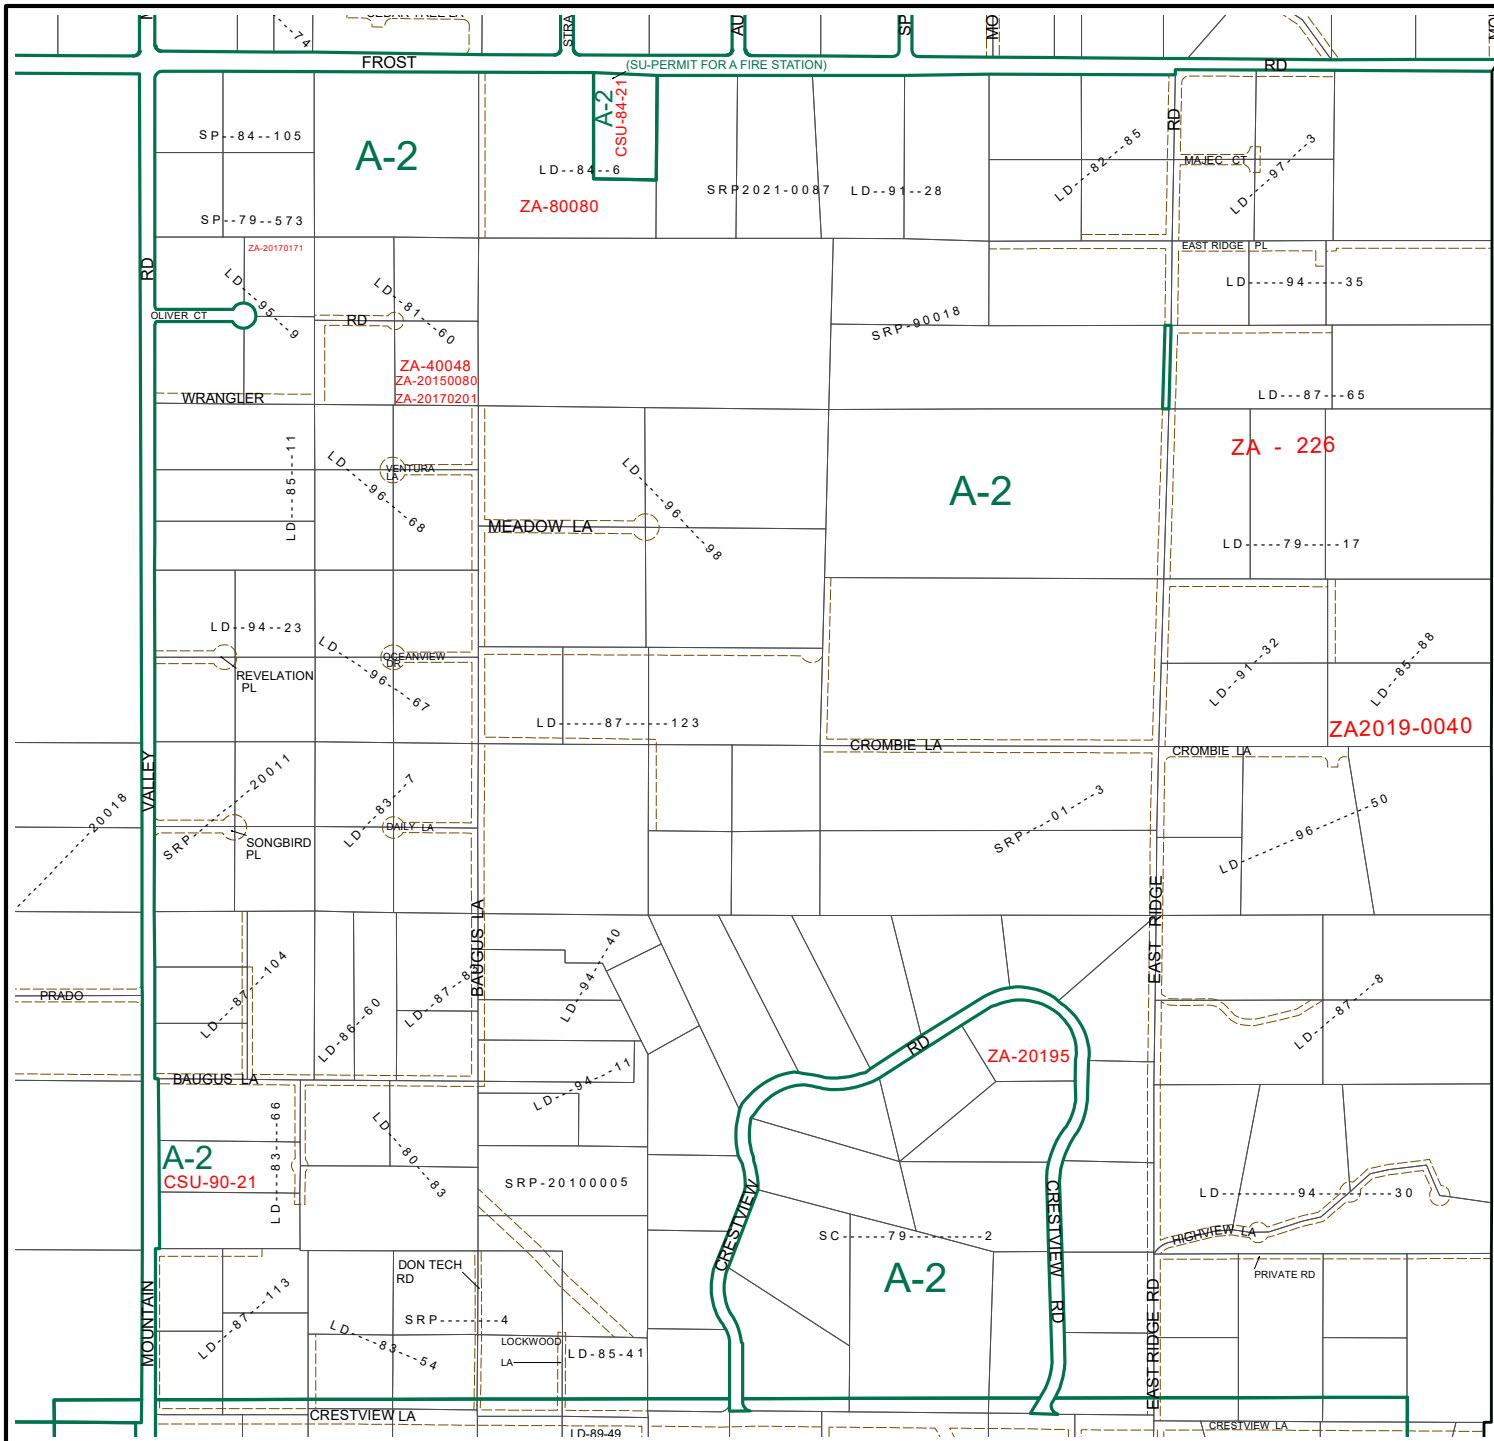 CEDAR TREE LA
----74
STRA
AU
SP
MO
MO
FROST
(SU-PERMIT FOR A FIRE STATION)
RD
SP--84--105
A-2
A-2
CSU-84-21
LD--84--6
ZA-80080
SRP2021-0087
LD--91--28
LD---82---85
RD
MAJEC CT
LD---97----3
SP--79--573
ZA-20170171
EAST RIDGE PL
LD-----94-----35
RD
LD---95---9
LD---81---60
OLIVER CT
RD
SRP-90018
ZA-40048
ZA-20150080
ZA-20170201
WRANGLER
LD---87---65
LD---85---11
LD----96----68
VENTURA
LA
LD-----96----98
A-2
ZA - 226
MEADOW LA
LD-----79-----17
LD--94--23
LD----96----67
OCEANVIEW
DR
REVELATION
PL
LD---91---32
LD---85---88
LD------87------123
ZA2019-0040
CROMBIE LA
CROMBIE LA
VALLEY
20018
SRP--------20011
LD---83----7
DAILY LA
SONGBIRD
PL
SRP----01----3
LD-------96-------50
BAUGUS LA
EAST RIDGE
LD---94---40
PRADO
LD---87---104
LD--86--60
LD--87--8
LD----87----8
RD
ZA-20195
BAUGUS LA
LD---94---11
LD----83----66
LD---80---83
A-2
CSU-90-21
SRP-20100005
CRESTVIEW
CRESTVIEW RD
LD---------94---------30
SC-----79----------2
HIGHVIEW LA
A-2
DON TECH
RD
PRIVATE RD
MOUNTAIN
LD----87----113
SRP-------4
LD----83----54
LOCKWOOD
LA
LD-85-41
EAST RIDGE RD
CRESTVIEW LA
LD-89-49
CRESTVIEW LA